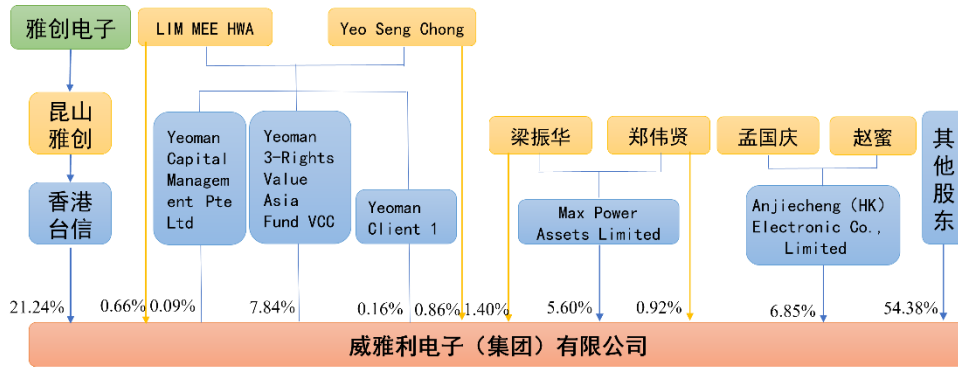 雅创电子
LIM MEE HWA
Yeo Seng Chong
昆山
雅创
香港
台信
Yeoman
Capital
Managem
ent Pte
Ltd
Yeoman
3-Rights
Value
Asia
Fund VCC
Yeoman
Client 1
梁振华
郑伟贤
Max Power
Assets Limited
孟国庆
赵蜜
Anjiecheng（HK）
Electronic Co.,
Limited
其
他
股
东
21.24%
0.66%
0.09%
7.84%
0.16%
0.86%
1.40%
5.60%
0.92%
6.85%
54.38%
威雅利电子（集团）有限公司